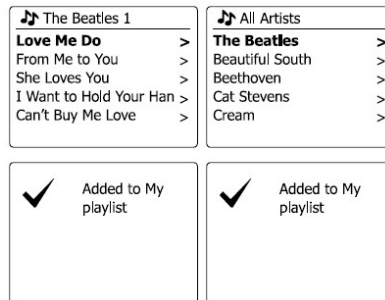 The Beatles 1
Love Me Do >
From Me to You >
She Loves You >
I Want to Hold Your Han >
Can't Buy Me Love >
All Artists
The Beatles >
Beautiful South >
Beethoven >
Cat Stevens >
Cream >
Added to My
playlist
Added to My
playlist